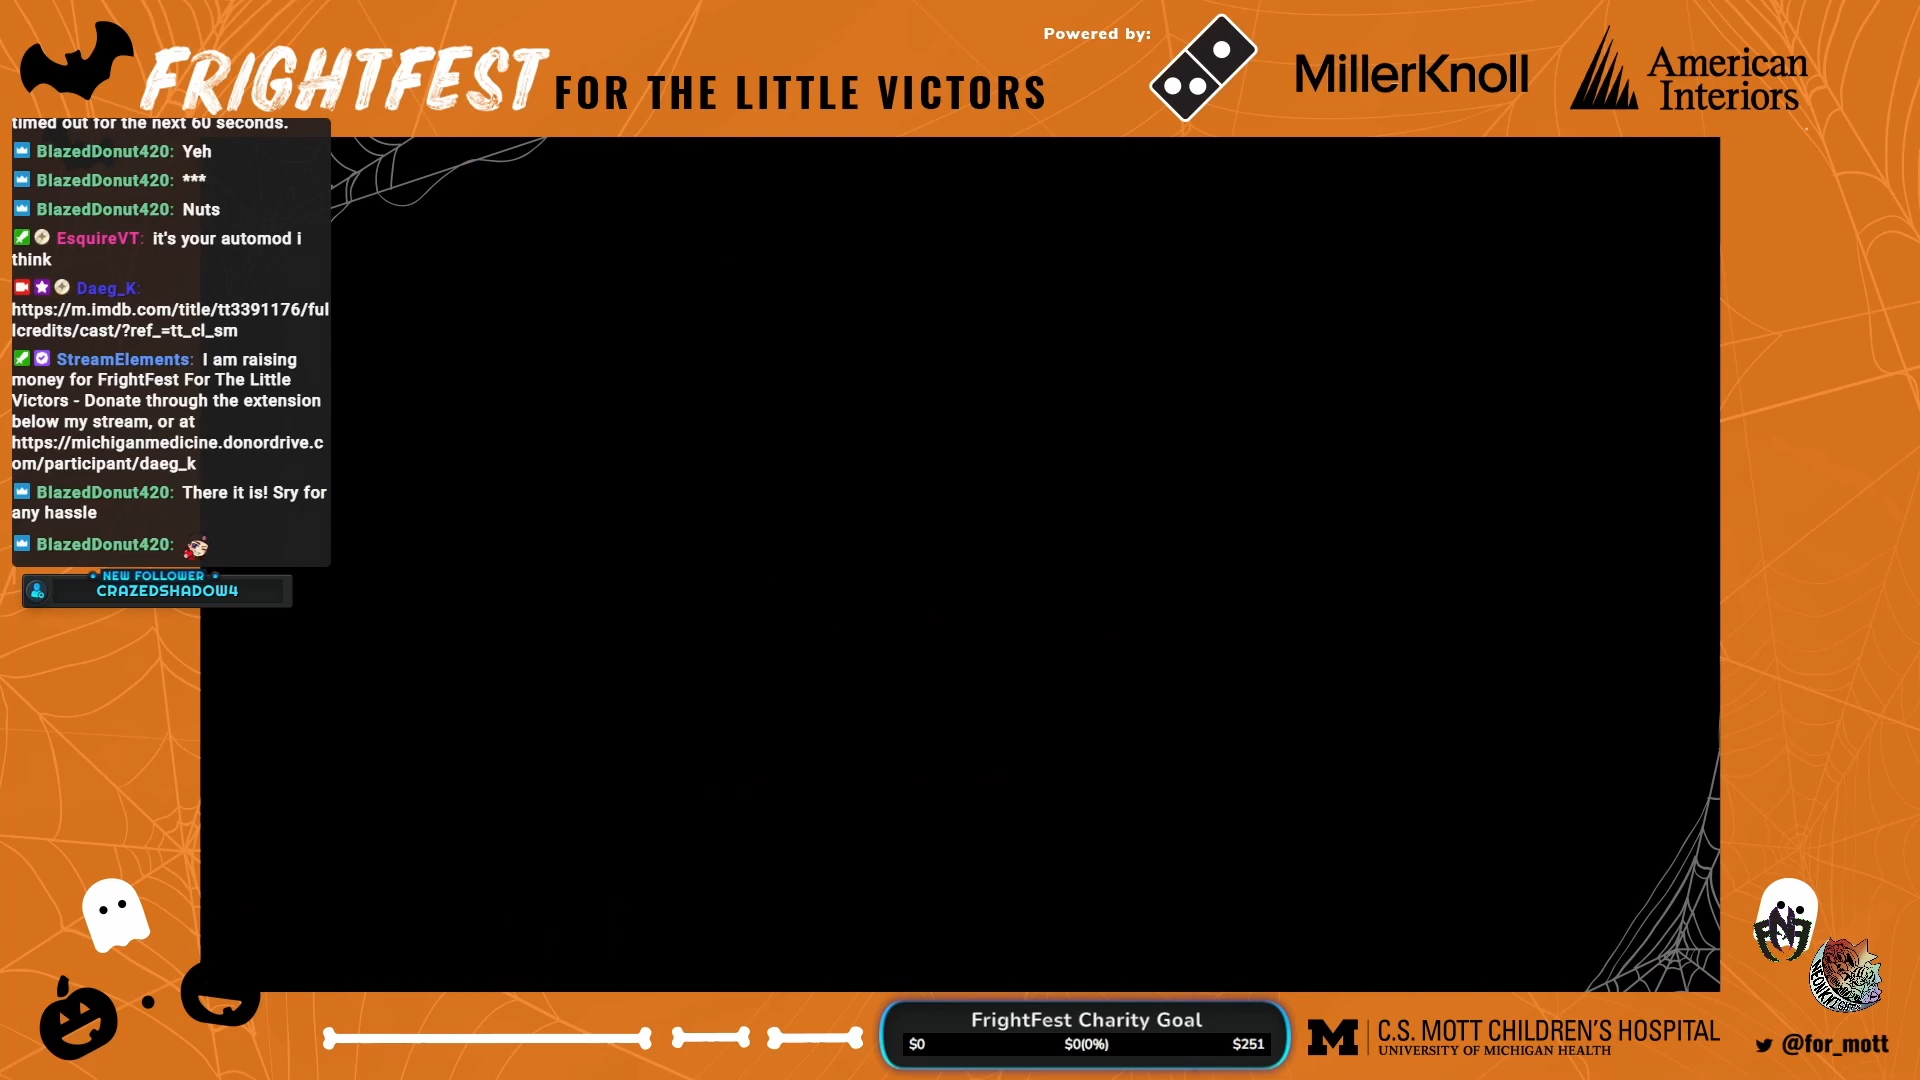 FRIGHTFEST FOR THE LITTLE VICTORS
Powered by:
MillerKnoll
American
Interiors
timed out for the next 60 seconds.
BlazedDonut420: Yeh
BlazedDonut420: ***
BlazedDonut420: Nuts
EsquireVT: it's your automod i
think
Daeg_K:
https://m.imdb.com/title/tt3391176/ful
lcredits/cast/?ref_=tt_cl_sm
StreamElements: I am raising
money for FrightFest For The Little
Victors - Donate through the extension
below my stream, or at
https://michiganmedicine.donordrive.c
om/participant/daeg_k
BlazedDonut420: There it is! Sry for
any hassle
BlazedDonut420:
NEW FOLLOWER
CRAZEDSHADOW4
FrightFest Charity Goal
$0 $0(0%) $251
M C.S. MOTT CHILDREN'S HOSPITAL
UNIVERSITY OF MICHIGAN HEALTH
@for_mott